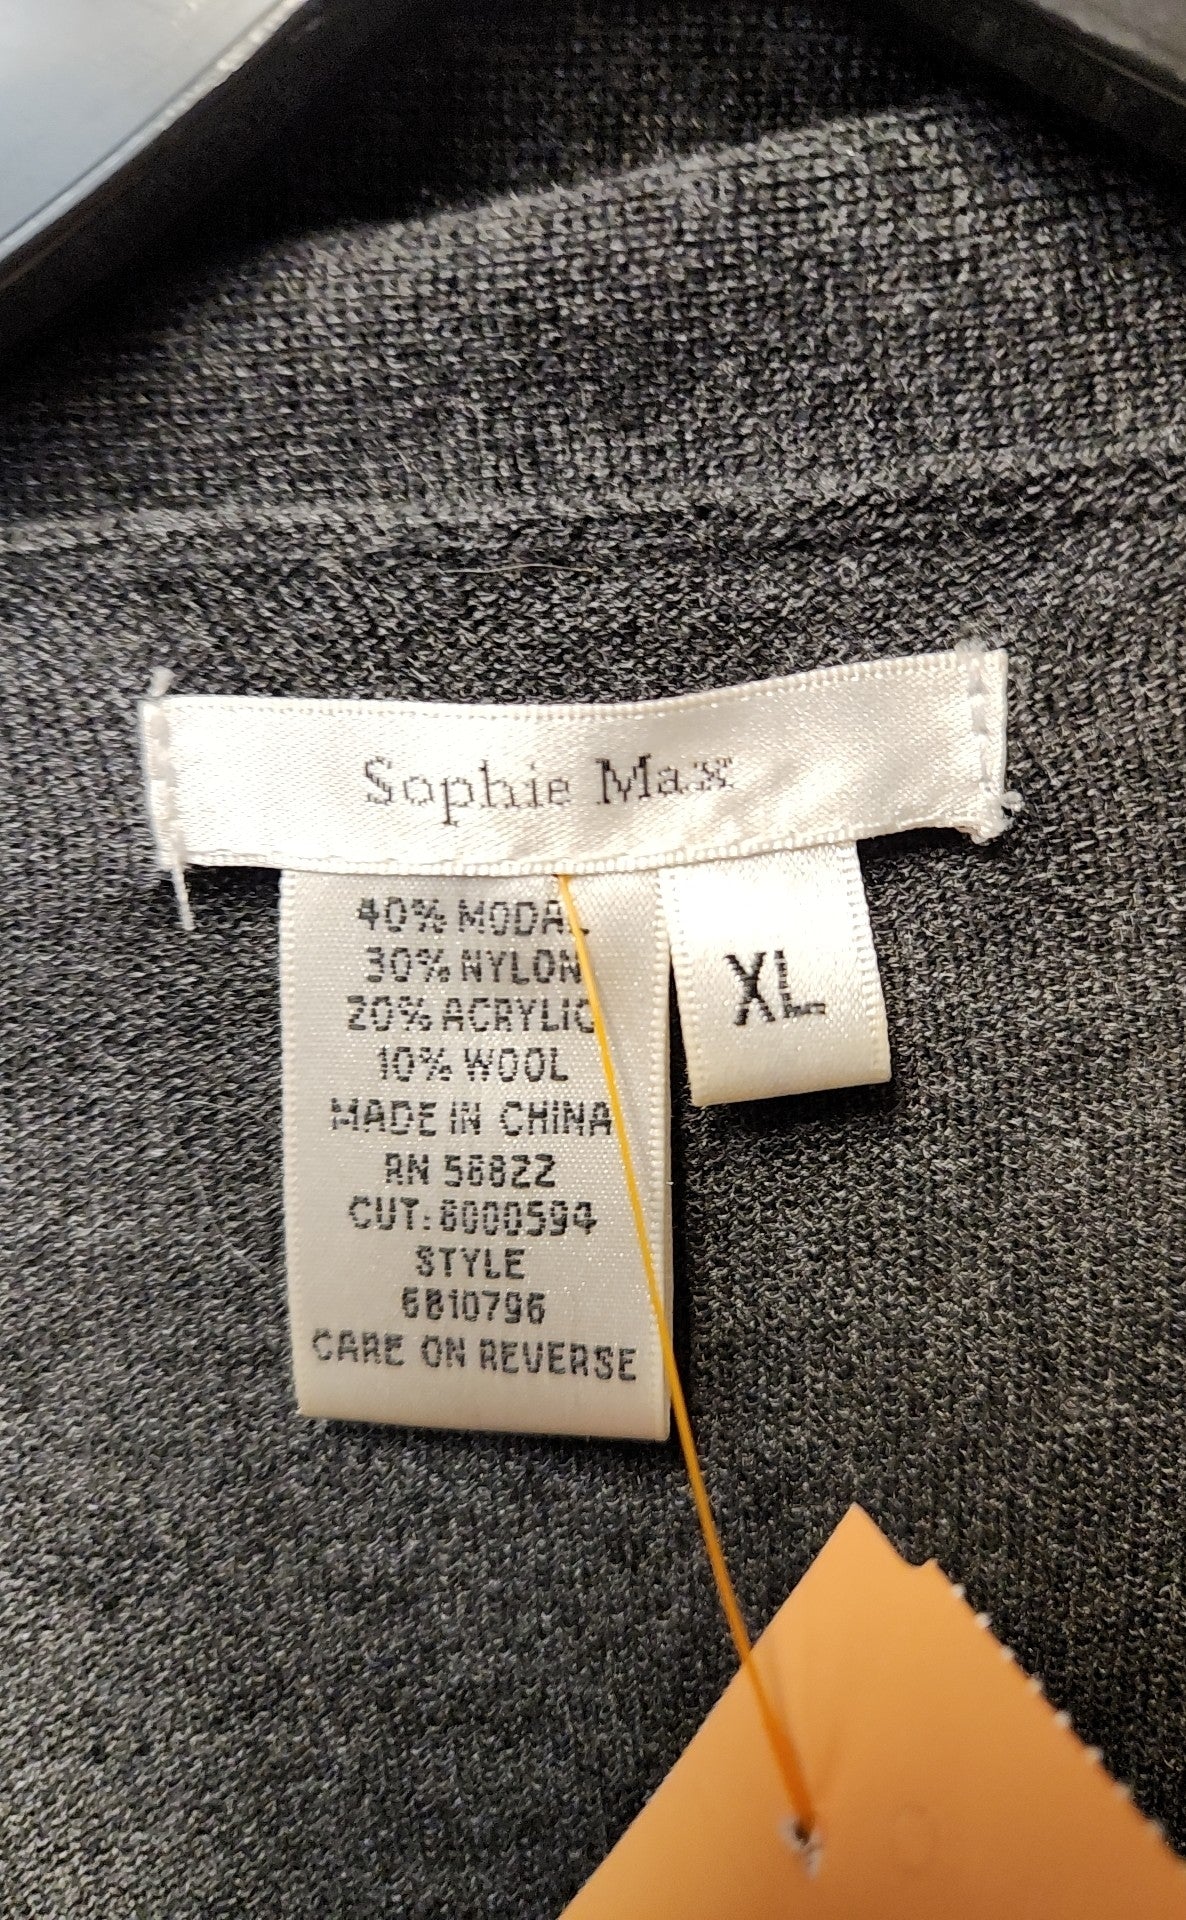 Sophie Max
40% MODAL
30% NYLON
20% ACRYLIC
10% WOOL
MADE IN CHINA
RN 56822
CUT: 6000594
STYLE
6810796
CARE ON REVERSE
XL